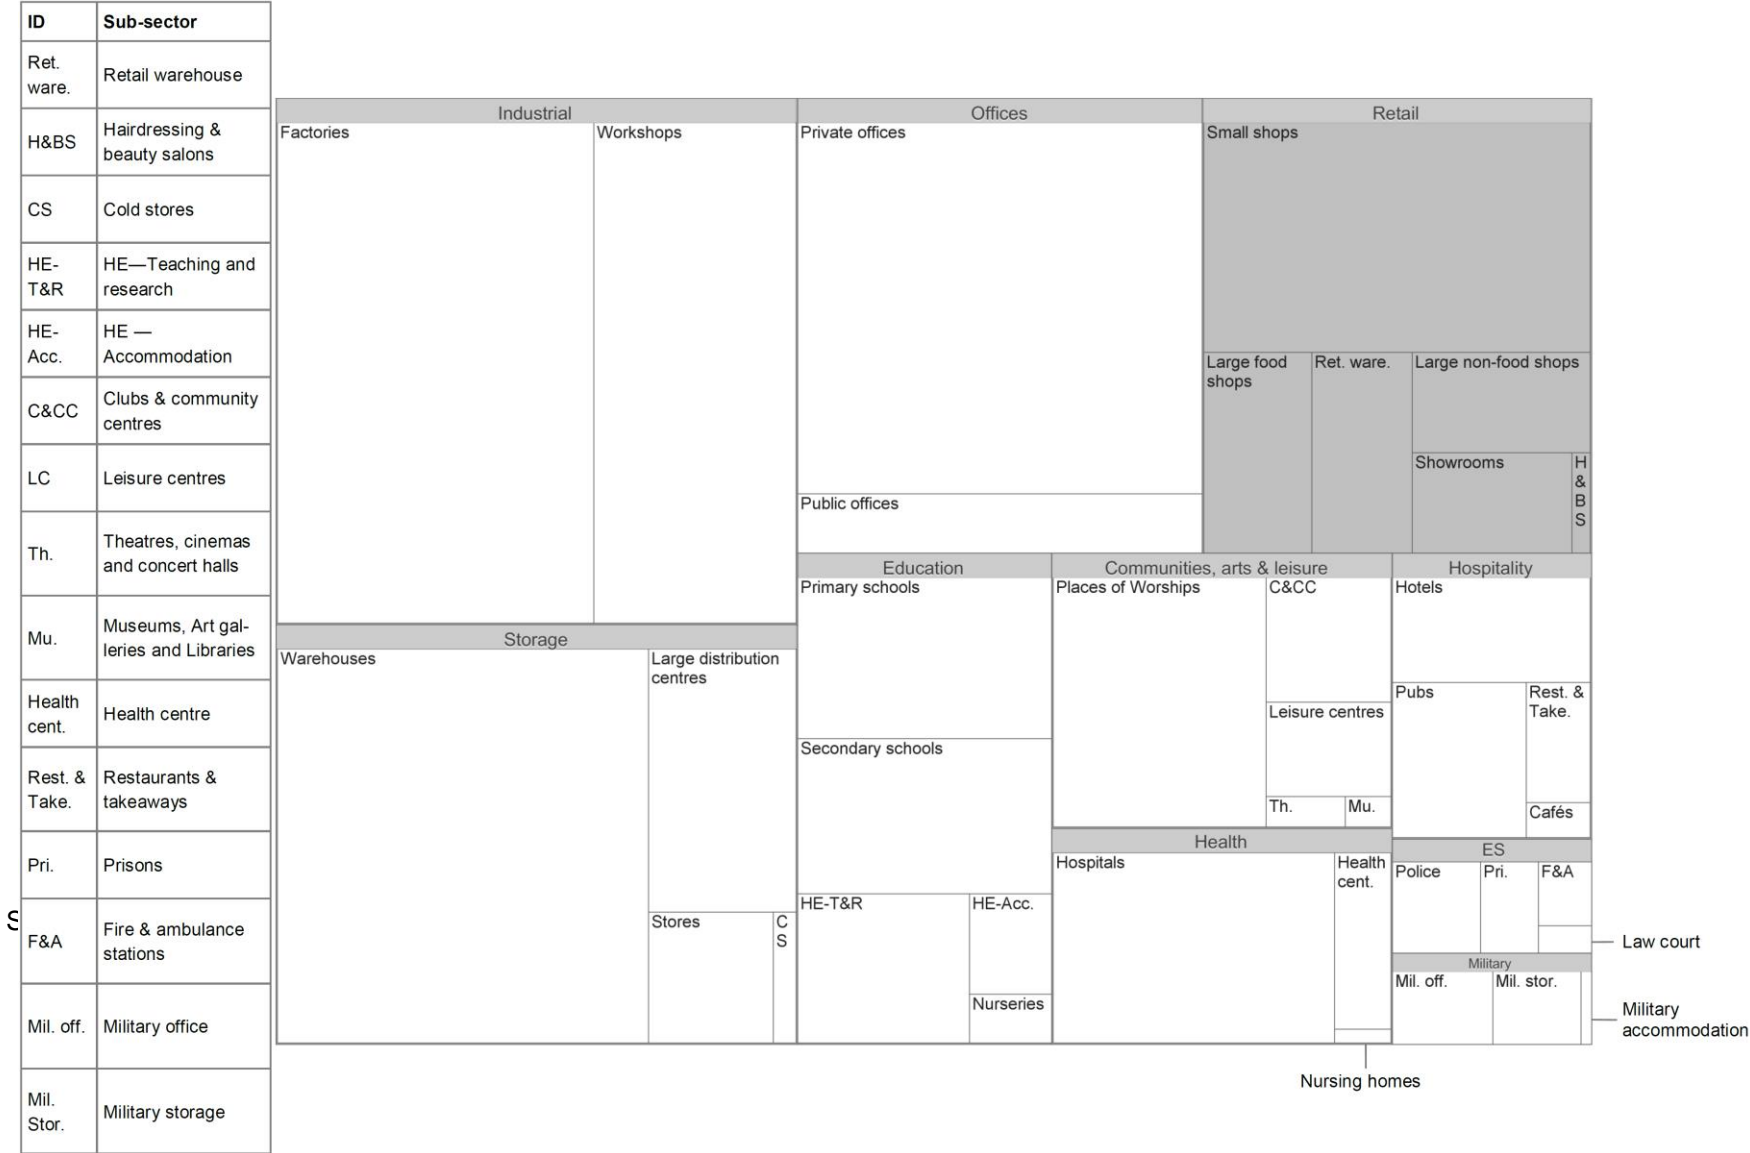 ID Sub-sector
Ret.
ware.
Retail warehouse
H&BS
Hairdressing &
beauty salons
CS
Cold stores
HE-
T&R
HE—Teaching and
research
HE-
Acc.
HE —
Accommodation
C&CC
Clubs & community
centres
LC
Leisure centres
Th.
Theatres, cinemas
and concert halls
Mu.
Museums, Art gal-
leries and Libraries
Health
cent.
Health centre
Rest. &
Take.
Restaurants &
takeaways
Pri.
Prisons
F&A
Fire & ambulance
stations
Mil. off.
Military office
Mil.
Stor.
Military storage
Industrial
Factories
Workshops
Storage
Warehouses
Large distribution
centres
Stores
C
S
Offices
Private offices
Public offices
Retail
Small shops
Large food
shops
Ret. ware.
Large non-food shops
Showrooms
H
&
B
S
Education
Primary schools
Secondary schools
HE-T&R
HE-Acc.
Nurseries
Communities, arts & leisure
Places of Worships
C&CC
Leisure centres
Th.
Mu.
Health
Hospitals
Health
cent.
Nursing homes
Hospitality
Hotels
Pubs
Rest. &
Take.
Cafés
ES
Police
Pri.
F&A
Law court
Military
Mil. off.
Mil. stor.
Military
accommodation